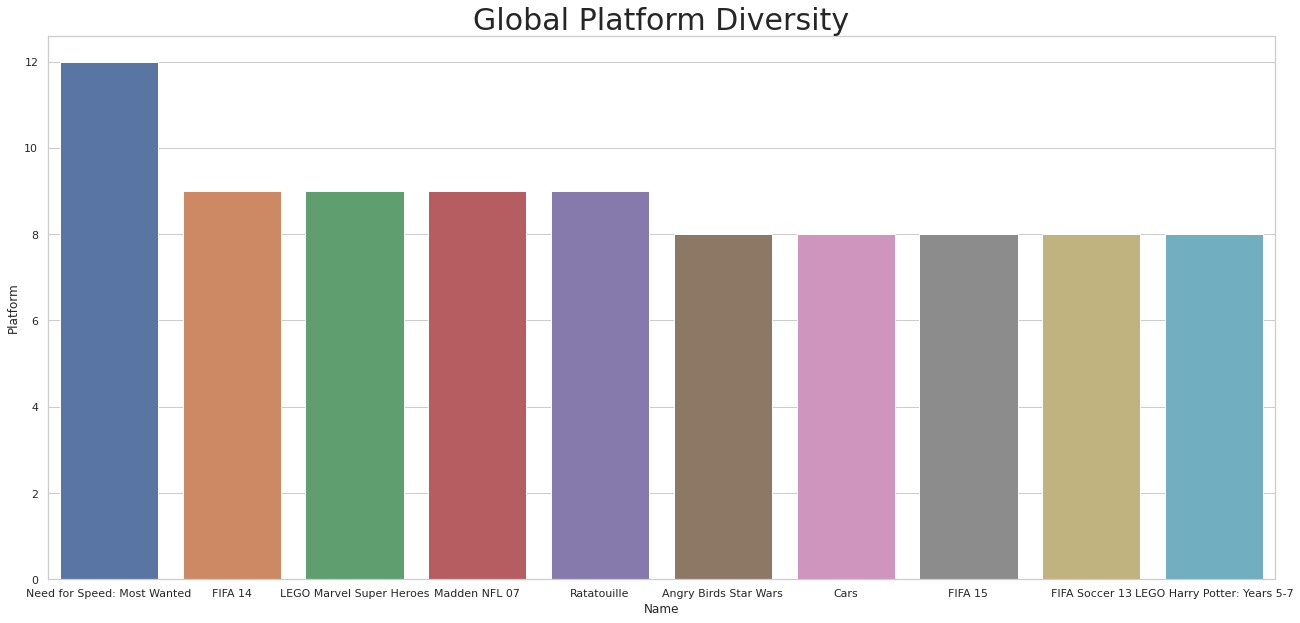 Global Platform Diversity
12
10
8
6
4
2
0
Platform
Need for Speed: Most Wanted FIFA 14 LEGO Marvel Super Heroes Madden NFL 07 Ratatouille Angry Birds Star Wars Cars FIFA 15 FIFA Soccer 13 LEGO Harry Potter: Years 5-7
Name